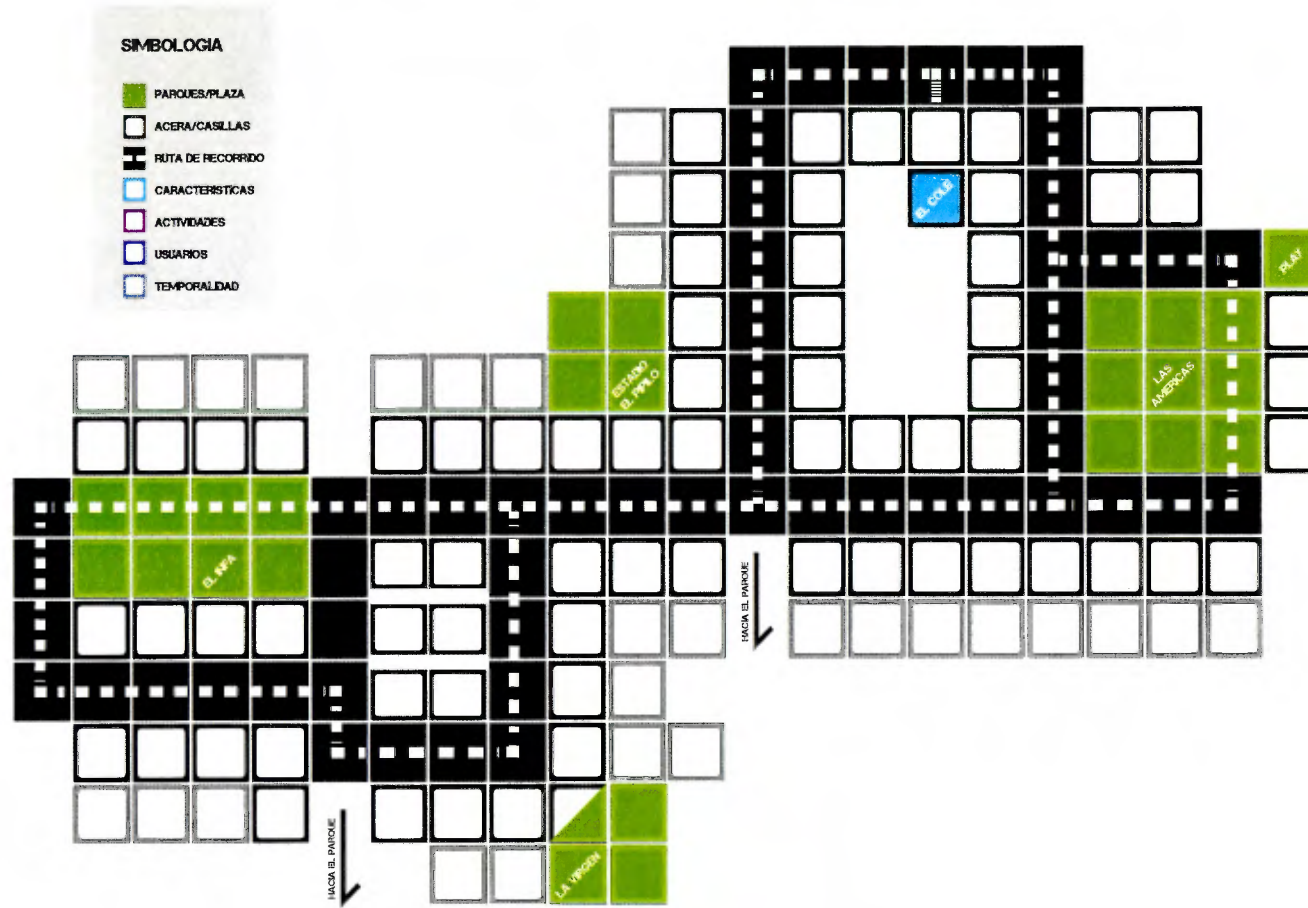 SIMBOLOGIA
PARQUES/PLAZA
ACERA/CASILLAS
RUTA DE RECORRIDO
CARACTERISTICAS
ACTIVIDADES
USUARIOS
TEMPORALIDAD
EL COLE
PLAY
ESTADIO
EL PIPILO
LAS
AMERICAS
EL INFA
HACIA EL PARQUE
HACIA EL PARQUE
LA VIRGEN